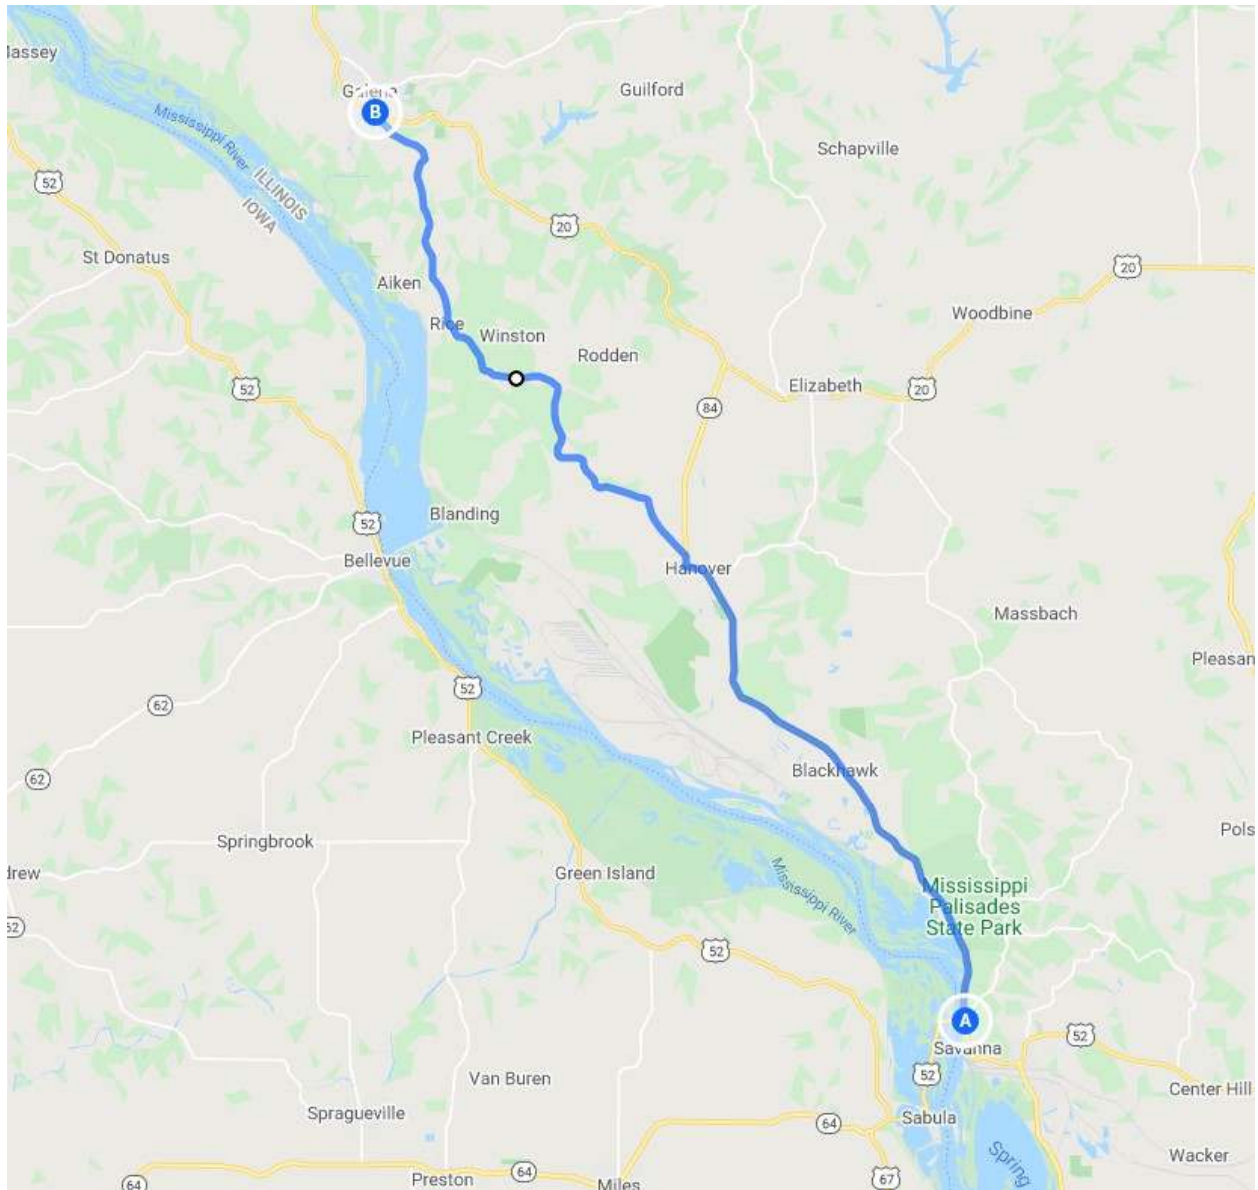 Massey
Galena
B
Guilford
Mississippi River
Schapville
52
ILLINOIS
IOWA
20
St Donatus
Aiken
20
Woodbine
Rice
Winston
Rodden
52
Elizabeth
20
84
Blanding
52
Bellevue
Hanover
Massbach
Pleasan
52
62
Pleasant Creek
Blackhawk
62
Springbrook
Pols
drew
Green Island
Mississippi River
Mississippi
Palisades
State Park
52
52
A
Savanna
52
52
Van Buren
Center Hill
Spragueville
Sabula
64
Wacker
Spring
64
64
Preston
Miles
67